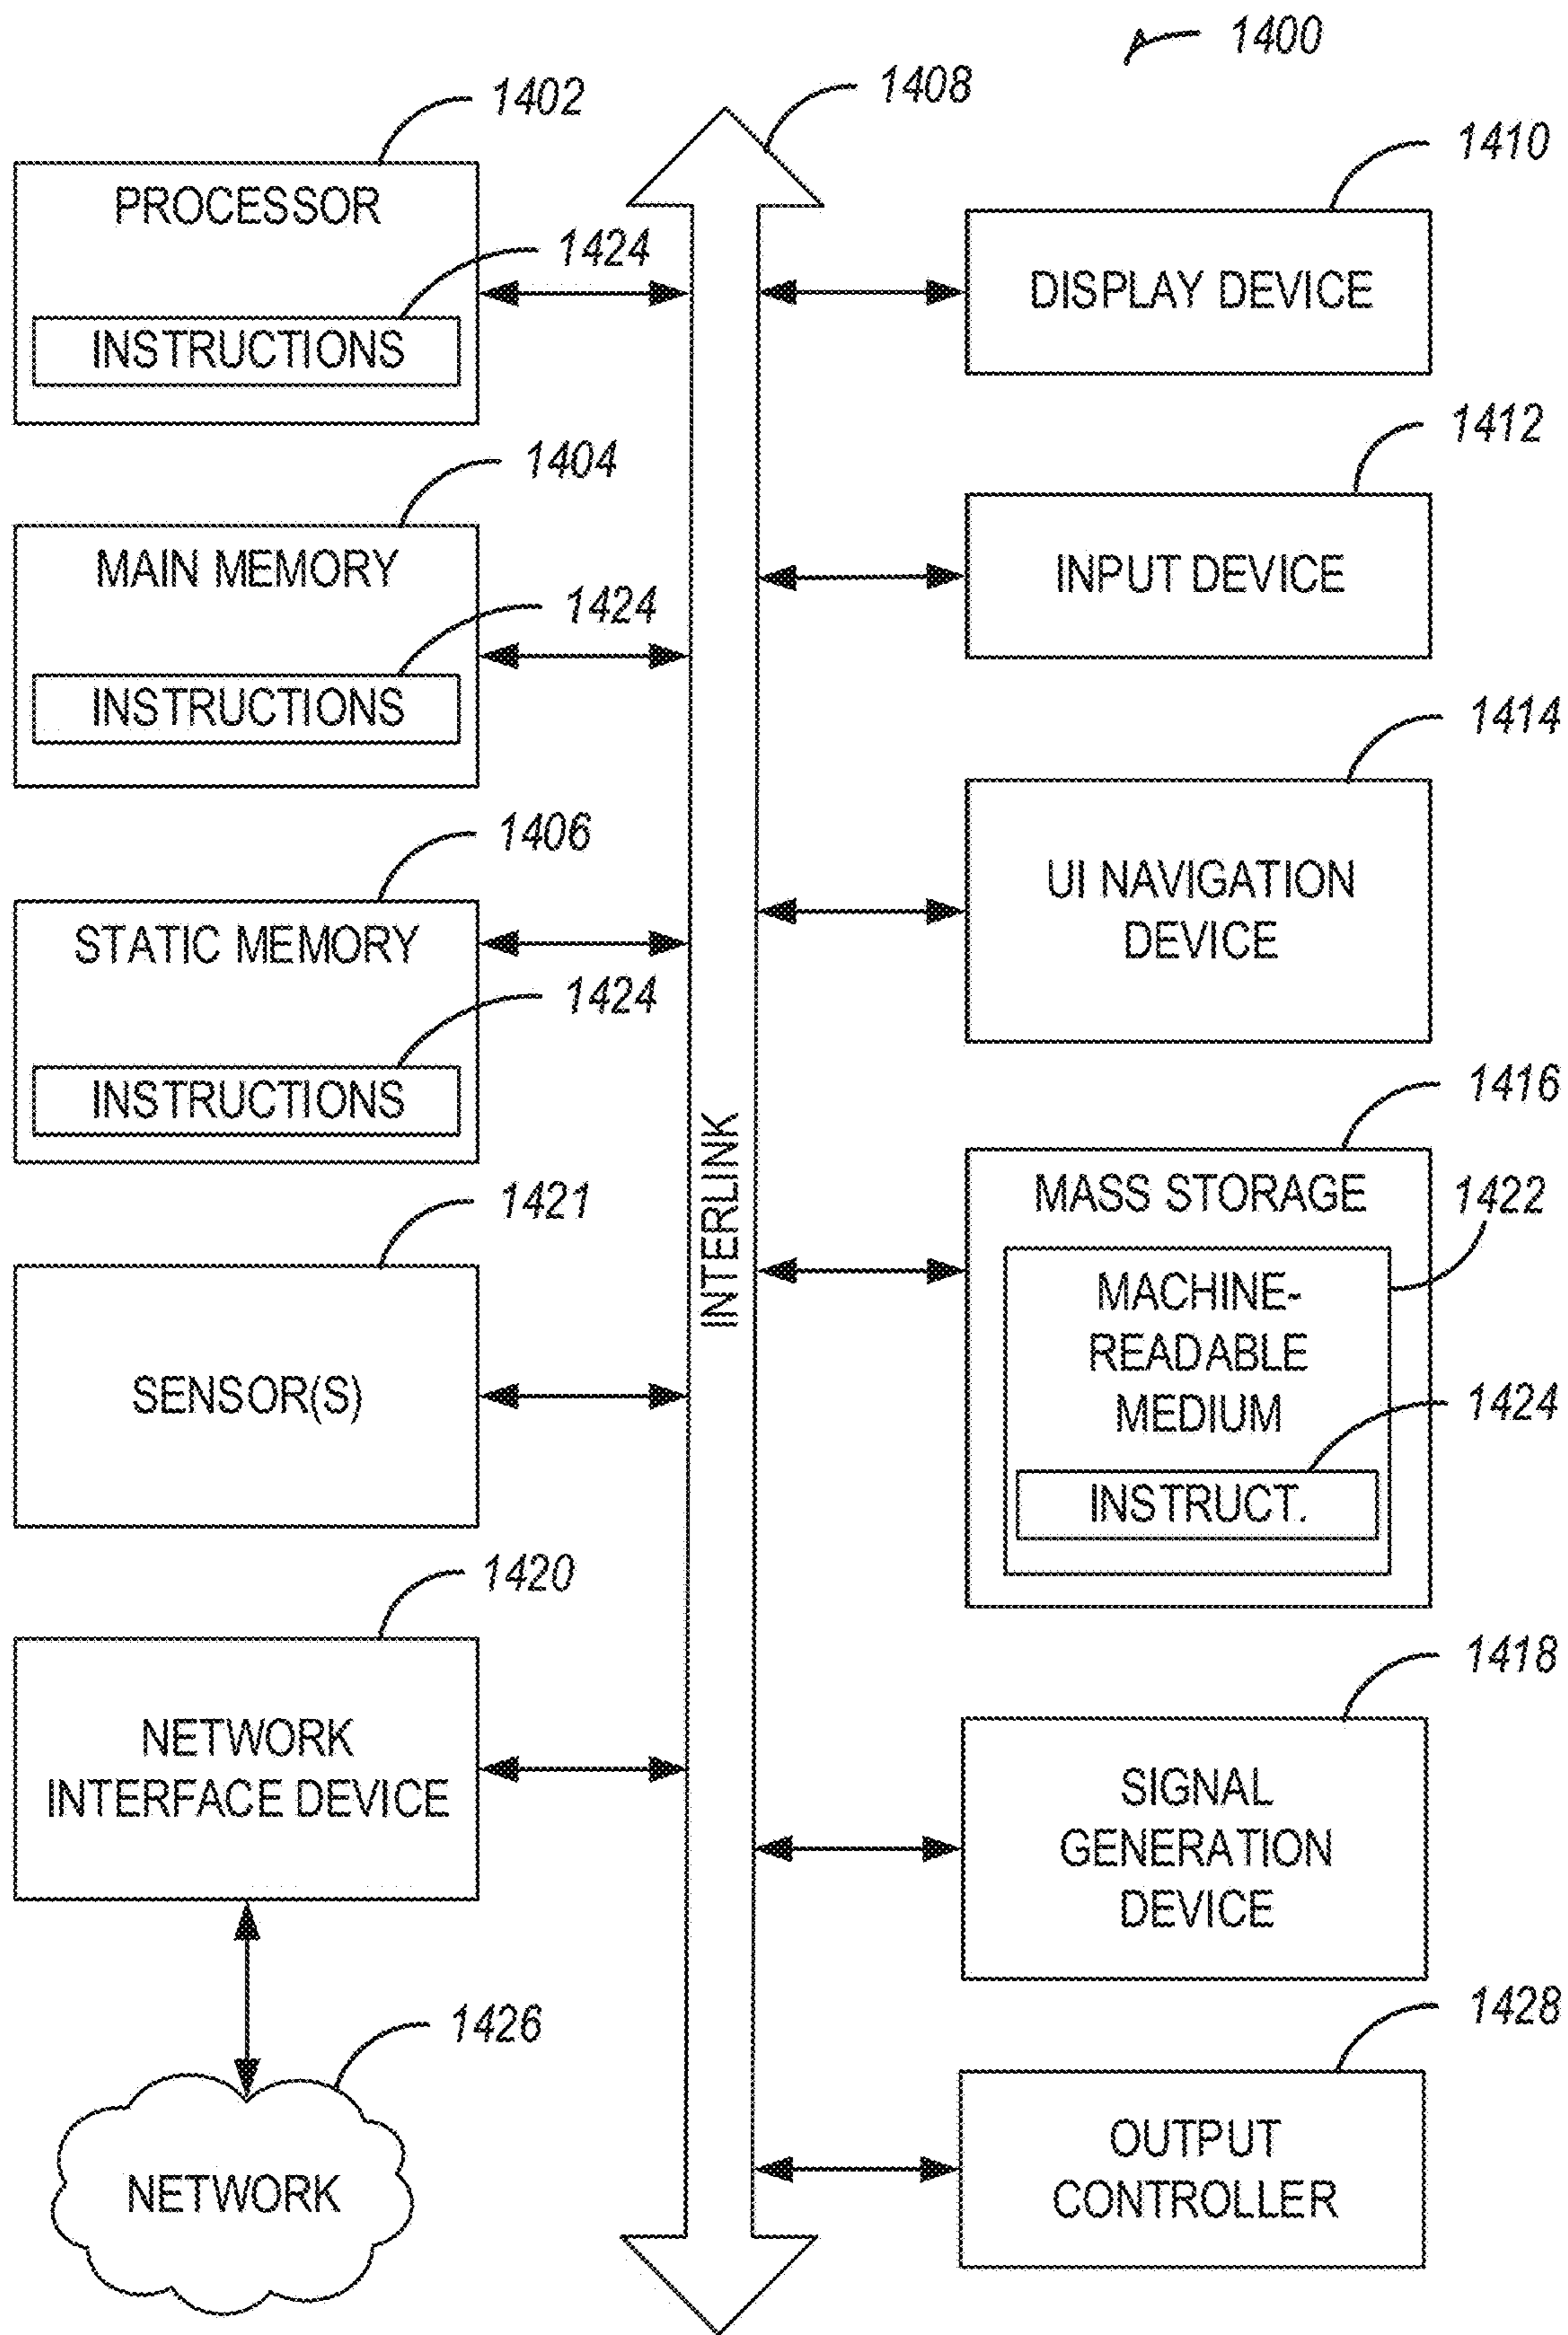 1400
1402
PROCESSOR
1424
INSTRUCTIONS
1404
MAIN MEMORY
1424
INSTRUCTIONS
1406
STATIC MEMORY
1424
INSTRUCTIONS
1421
SENSOR(S)
1420
NETWORK
INTERFACE DEVICE
1426
NETWORK
1408
INTERLINK
1410
DISPLAY DEVICE
1412
INPUT DEVICE
1414
UI NAVIGATION
DEVICE
1416
MASS STORAGE
1422
MACHINE-
READABLE
MEDIUM
1424
INSTRUCT.
1418
SIGNAL
GENERATION
DEVICE
1428
OUTPUT
CONTROLLER